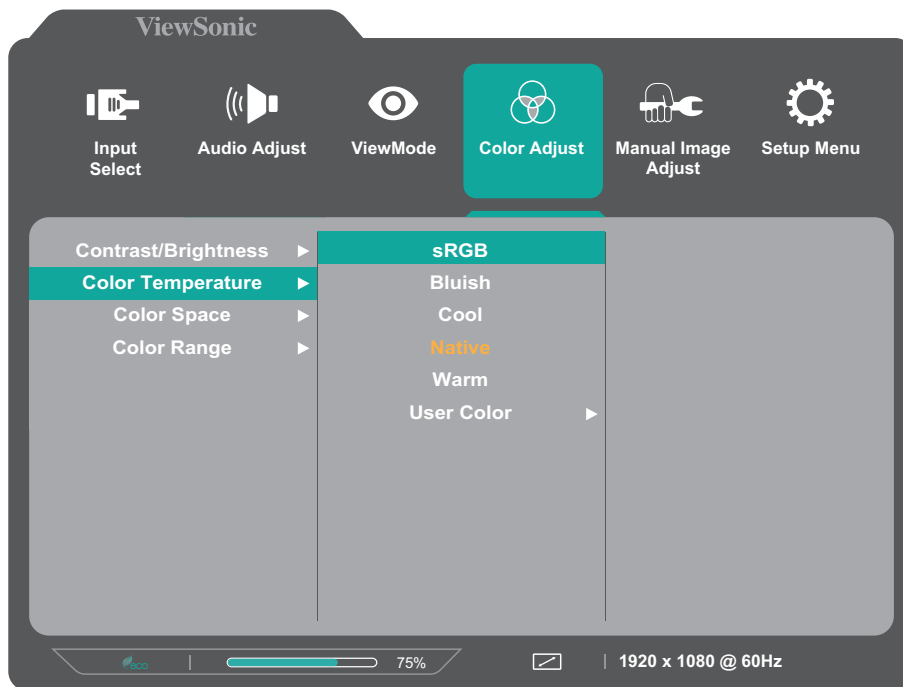 ViewSonic
Input Select
Audio Adjust
ViewMode
Color Adjust
Manual Image Adjust
Setup Menu
Contrast/Brightness
Color Temperature
Color Space
Color Range
sRGB
Bluish
Cool
Native
Warm
User Color
eco
75%
1920 x 1080 @ 60Hz